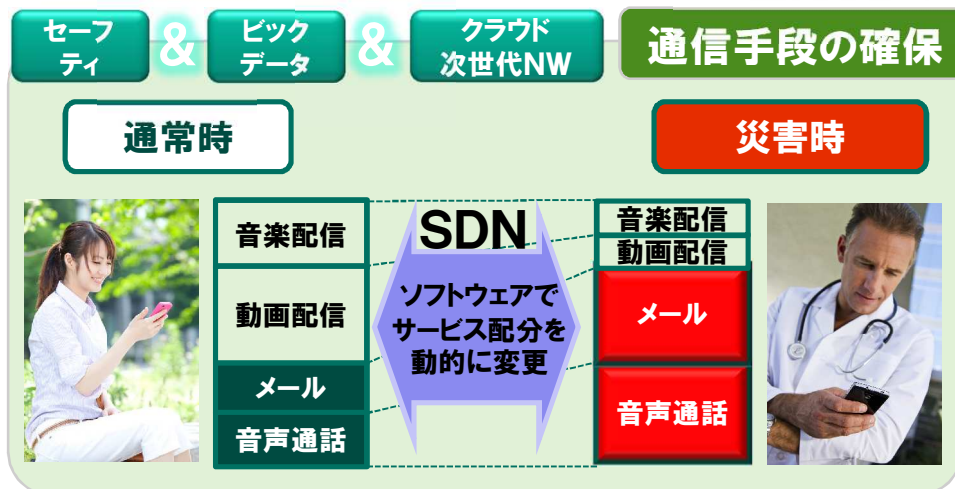 セーフ
ティ
&
ビック
データ
&
クラウド
次世代NW
通信手段の確保
通常時
災害時
音楽配信
動画配信
メール
音声通話
SDN
ソフトウェアで
サービス配分を
動的に変更
音楽配信
動画配信
メール
音声通話